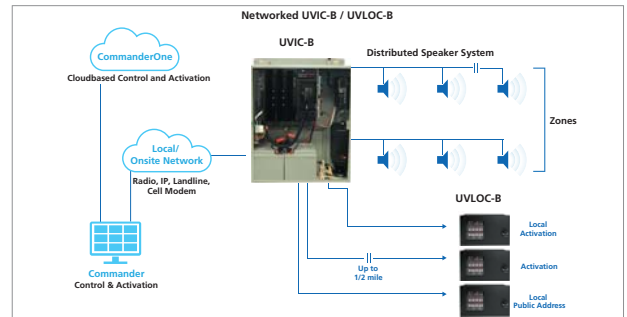 Networked UVIC-B / UVLOC-B
UVIC-B
CommanderOne
Cloudbased Control and Activation
Distributed Speaker System
Zones
Local/
Onsite Network
Radio, IP, Landline,
Cell Modem
UVLOC-B
Local
Activation
Up to
1/2 mile
Activation
Local
Public Address
Commander
Control & Activation